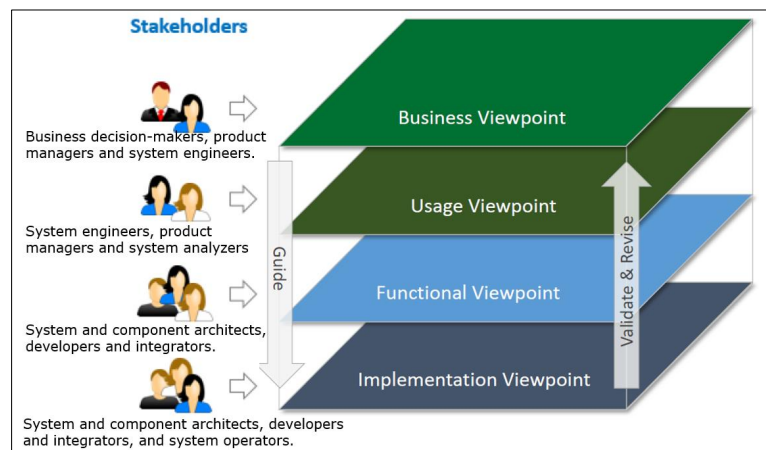 Stakeholders
Business Viewpoint
Business decision-makers, product
managers and system engineers.
Usage Viewpoint
System engineers, product
managers and system analyzers
Functional Viewpoint
System and component architects,
developers and integrators.
Implementation Viewpoint
System and component architects, developers
and integrators, and system operators.
Guide
Validate & Revise